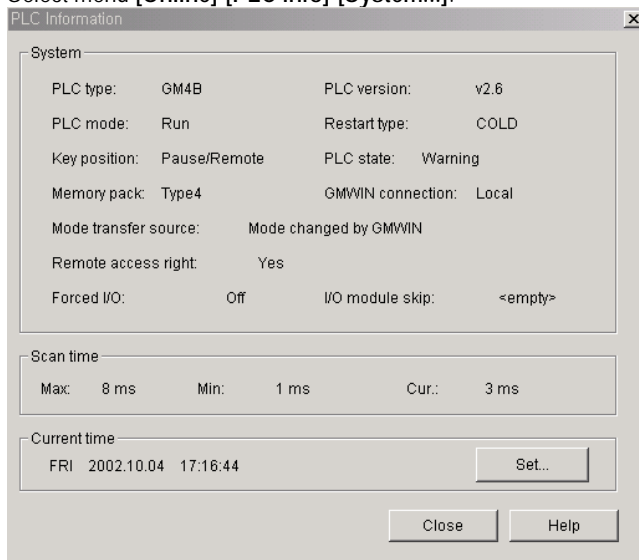 Select menu [Online]-[PLC Info]-[System...].
PLC Information
System
PLC type: GM4B PLC version: v2.6
PLC mode: Run Restart type: COLD
Key position: Pause/Remote PLC state: Warning
Memory pack: Type4 GMWIN connection: Local
Mode transfer source: Mode changed by GMWIN
Remote access right: Yes
Forced I/O: Off I/O module skip: <empty>
Scan time
Max: 8 ms Min: 1 ms Cur.: 3 ms
Current time
FRI 2002.10.04 17:16:44 Set...
Close Help